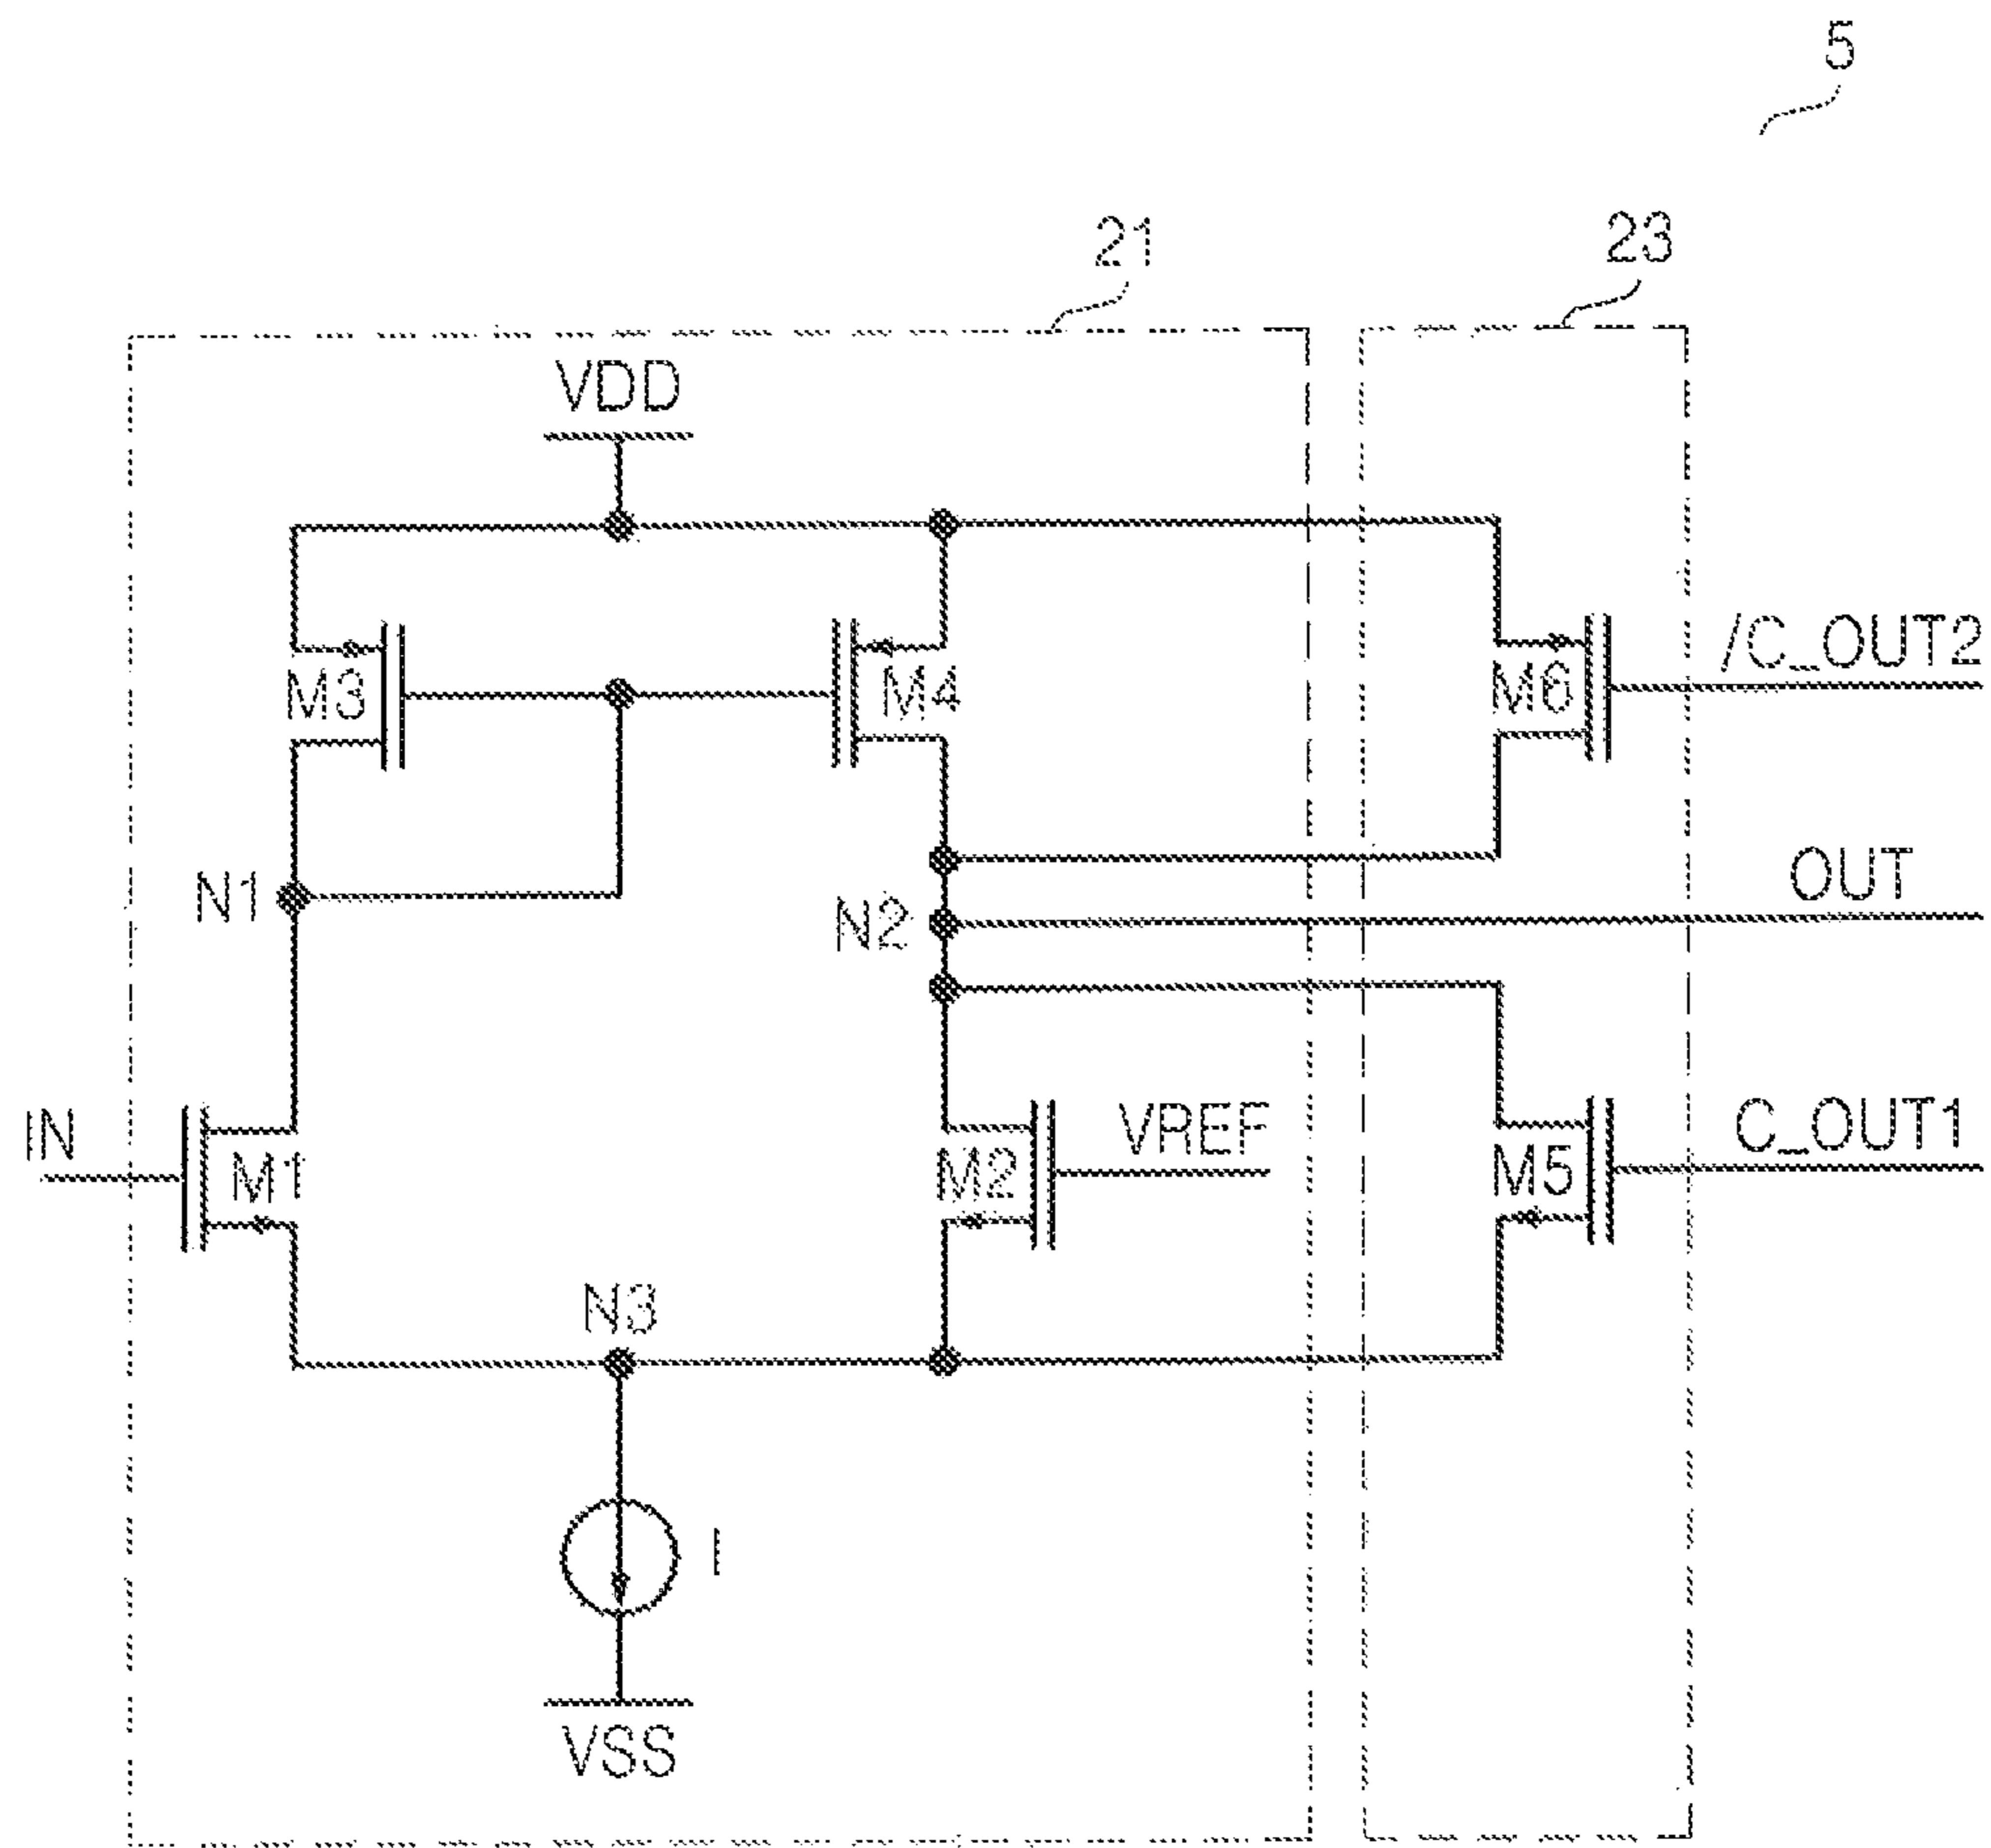 5
21
23
VDD
M3
M4
M6
/C_OUT2
N1
N2
OUT
IN
M1
M2
VREF
M5
C_OUT1
N3
I
VSS